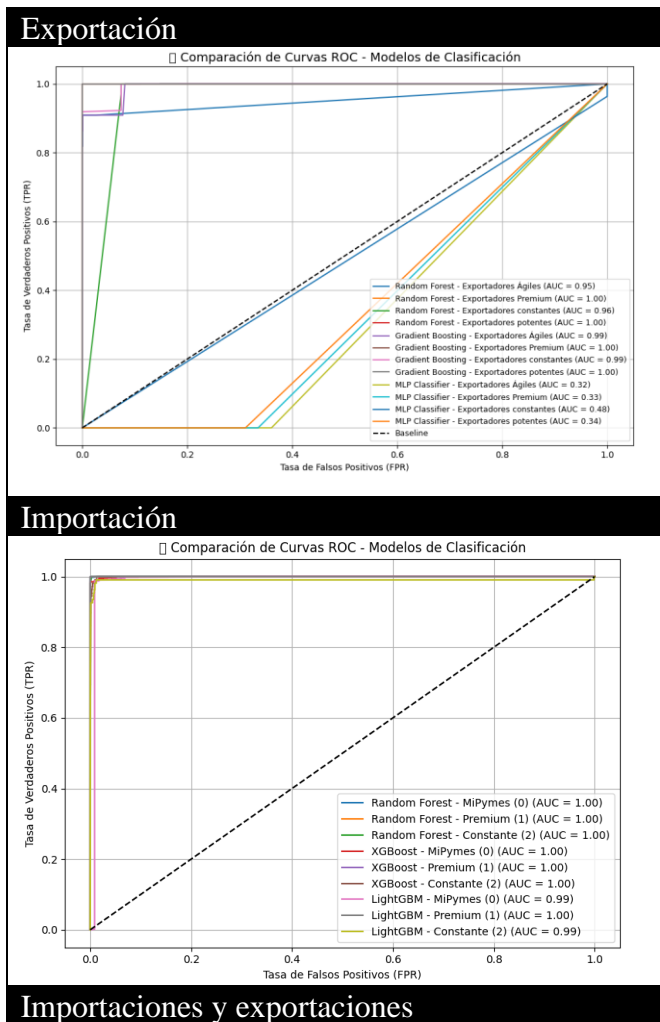 Exportación
▯ Comparación de Curvas ROC - Modelos de Clasificación
1.0
0.8
0.6
0.4
0.2
0.0
Tasa de Verdaderos Positivos (TPR)
Random Forest - Exportadores Ágiles (AUC = 0.95)
Random Forest - Exportadores Premium (AUC = 1.00)
Random Forest - Exportadores constantes (AUC = 0.96)
Random Forest - Exportadores potentes (AUC = 1.00)
Gradient Boosting - Exportadores Ágiles (AUC = 0.99)
Gradient Boosting - Exportadores Premium (AUC = 1.00)
Gradient Boosting - Exportadores constantes (AUC = 0.99)
Gradient Boosting - Exportadores potentes (AUC = 1.00)
MLP Classifier - Exportadores Ágiles (AUC = 0.32)
MLP Classifier - Exportadores Premium (AUC = 0.33)
MLP Classifier - Exportadores constantes (AUC = 0.48)
MLP Classifier - Exportadores potentes (AUC = 0.34)
Baseline
0.0 0.2 0.4 0.6 0.8 1.0
Tasa de Falsos Positivos (FPR)
Importación
▯ Comparación de Curvas ROC - Modelos de Clasificación
1.0
0.8
0.6
0.4
0.2
0.0
Tasa de Verdaderos Positivos (TPR)
Random Forest - MiPymes (0) (AUC = 1.00)
Random Forest - Premium (1) (AUC = 1.00)
Random Forest - Constante (2) (AUC = 1.00)
XGBoost - MiPymes (0) (AUC = 1.00)
XGBoost - Premium (1) (AUC = 1.00)
XGBoost - Constante (2) (AUC = 1.00)
LightGBM - MiPymes (0) (AUC = 0.99)
LightGBM - Premium (1) (AUC = 1.00)
LightGBM - Constante (2) (AUC = 0.99)
0.0 0.2 0.4 0.6 0.8 1.0
Tasa de Falsos Positivos (FPR)
Importaciones y exportaciones